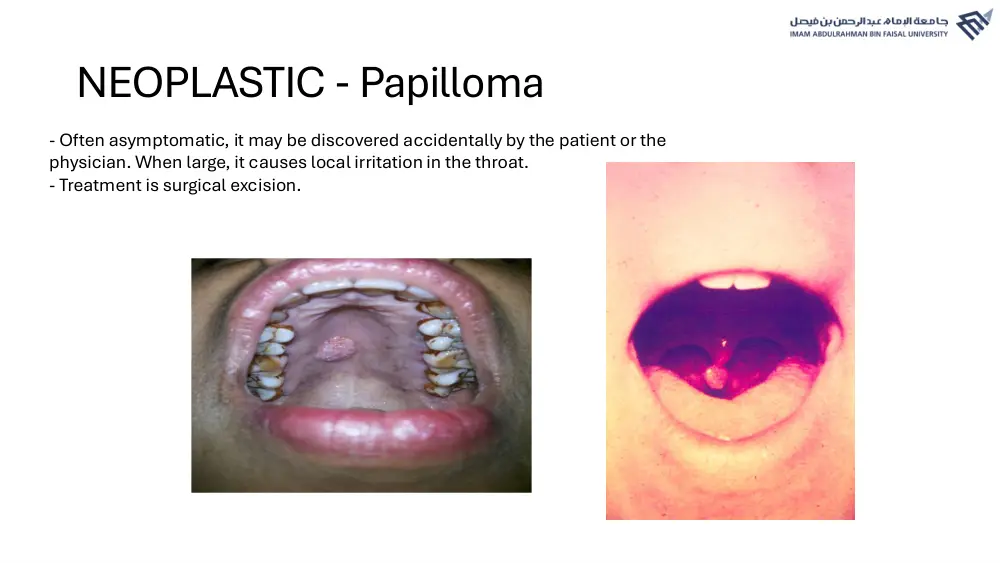 جامعة الإمام عبدالرحمن بن فيصل
IMAM ABDULRAHMAN BIN FAISAL UNIVERSITY
NEOPLASTIC - Papilloma
- Often asymptomatic, it may be discovered accidentally by the patient or the
physician. When large, it causes local irritation in the throat.
- Treatment is surgical excision.